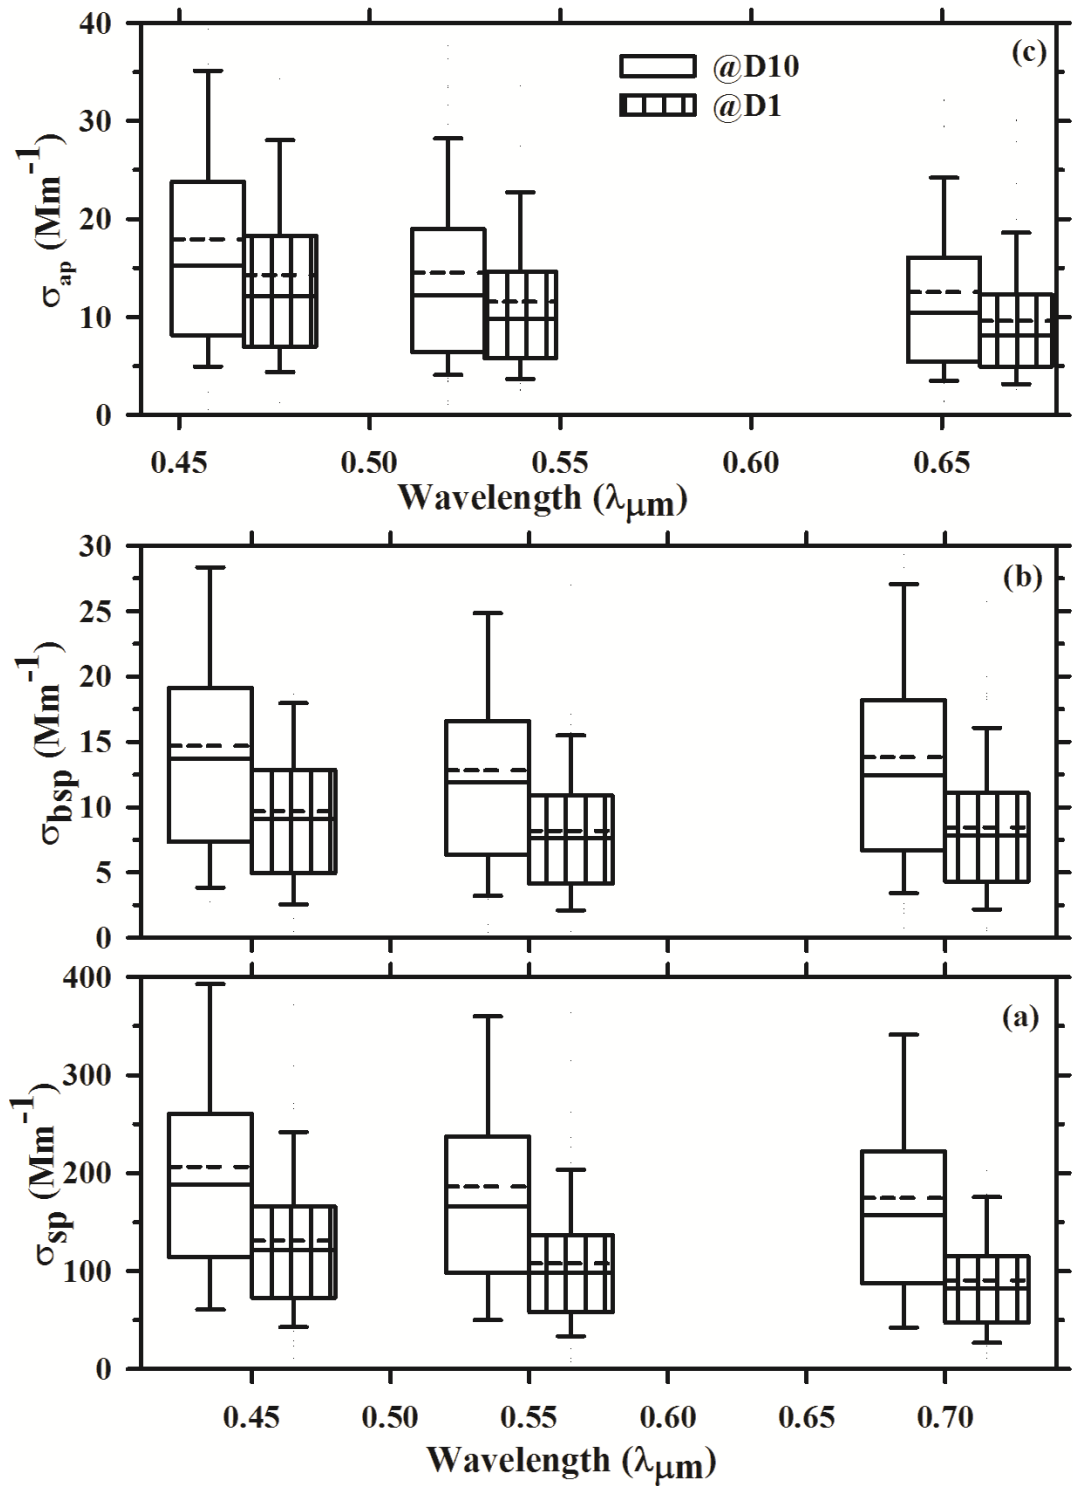 40
(c)
@D10
@D1
30
20
10
0
σap (Mm-1)
0.45 0.50 0.55 0.60 0.65
Wavelength (λμm)
30
(b)
25
20
15
10
5
0
σbsp (Mm-1)
400
(a)
300
200
100
0
σsp (Mm-1)
0.45 0.50 0.55 0.60 0.65 0.70
Wavelength (λμm)